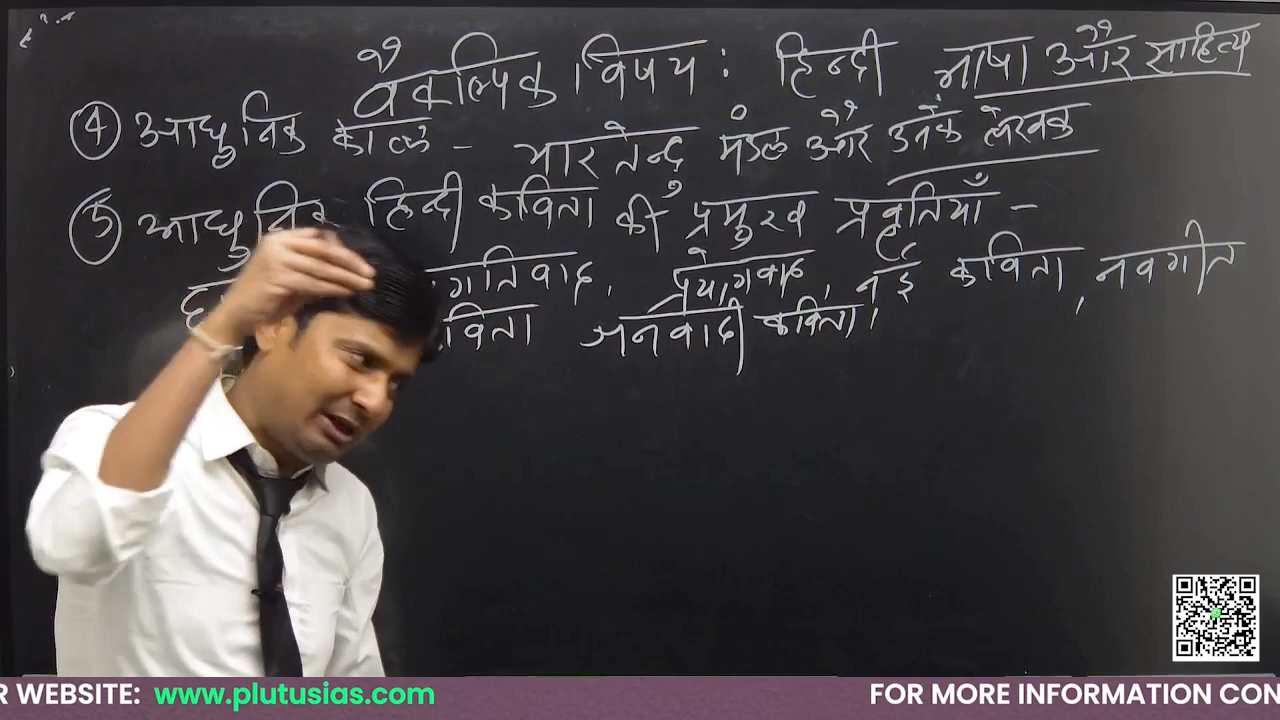 वैकल्पिक विषय : हिन्दी भाषा और साहित्य
④ आधुनिक काल - भारतेन्दु मंडल और उनके लेखक
⑤ आधुनिक हिन्दी कविता की प्रमुख प्रवृतियाँ -
गतिवाद, प्रयोगवाद, नई कविता, नवगीत
विता जनवादी कविता।
R WEBSITE: www.plutusias.com FOR MORE INFORMATION CON